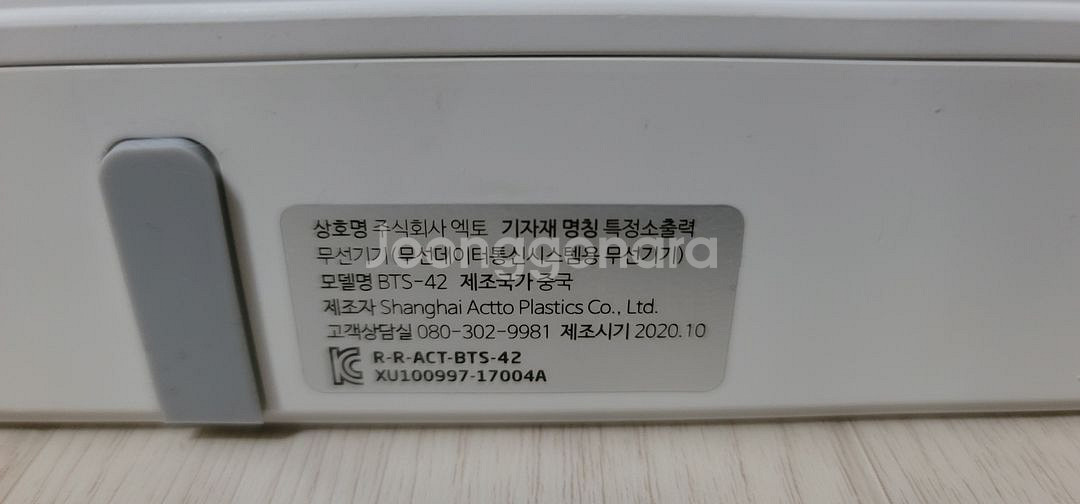 상호명 주식회사 엑토 기자재 명칭 특정소출력
무선기기 (무선데이터통신시스템용 무선기기)
Joonggonara
모델명 BTS-42 제조국가 중국
제조자 Shanghai Actto Plastics Co., Ltd.
고객상담실 080-302-9981 제조시기 2020.10
R-R-ACT-BTS-42
XU100997-17004A